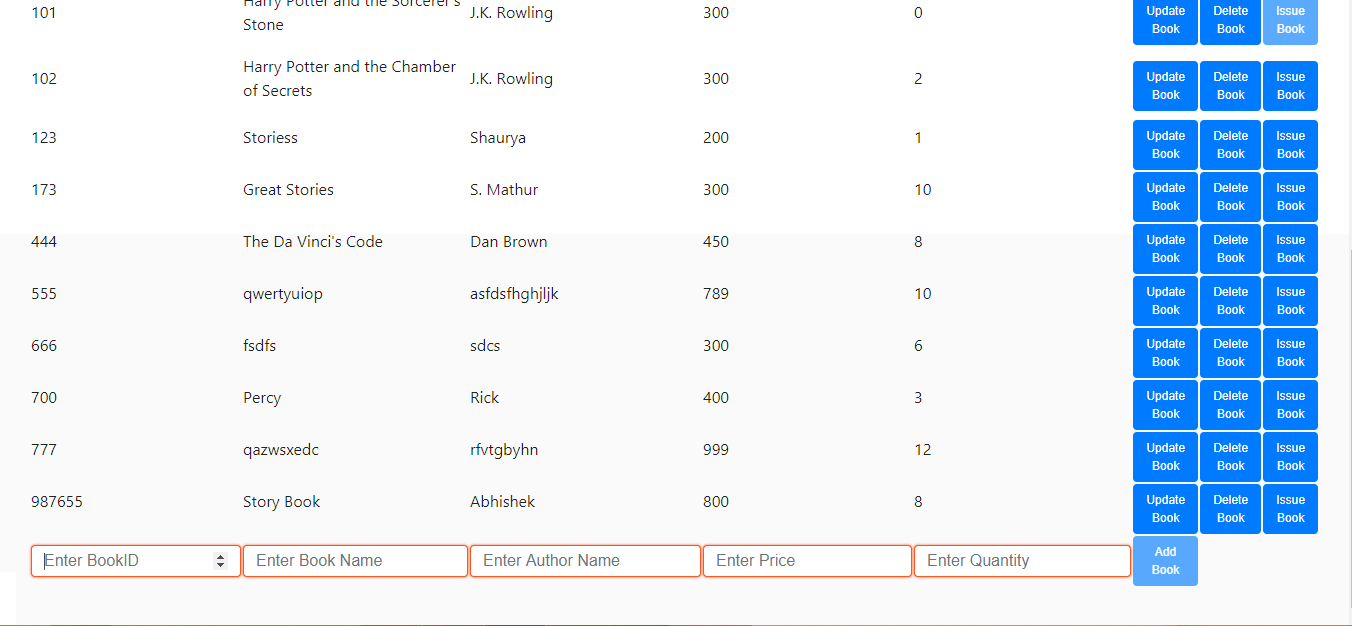 Harry Potter and the Sorcerer's
101 J.K. Rowling 300 0 Update Book Delete Book Issue Book
Stone
Harry Potter and the Chamber
102 J.K. Rowling 300 2 Update Book Delete Book Issue Book
of Secrets
123 Storiess Shaurya 200 1 Update Book Delete Book Issue Book
173 Great Stories S. Mathur 300 10 Update Book Delete Book Issue Book
444 The Da Vinci's Code Dan Brown 450 8 Update Book Delete Book Issue Book
555 qwertyuiop asfdsfhghjljk 789 10 Update Book Delete Book Issue Book
666 fsdfs sdcs 300 6 Update Book Delete Book Issue Book
700 Percy Rick 400 3 Update Book Delete Book Issue Book
777 qazwsxedc rfvtgbyhn 999 12 Update Book Delete Book Issue Book
987655 Story Book Abhishek 800 8 Update Book Delete Book Issue Book
Enter BookID Enter Book Name Enter Author Name Enter Price Enter Quantity Add Book